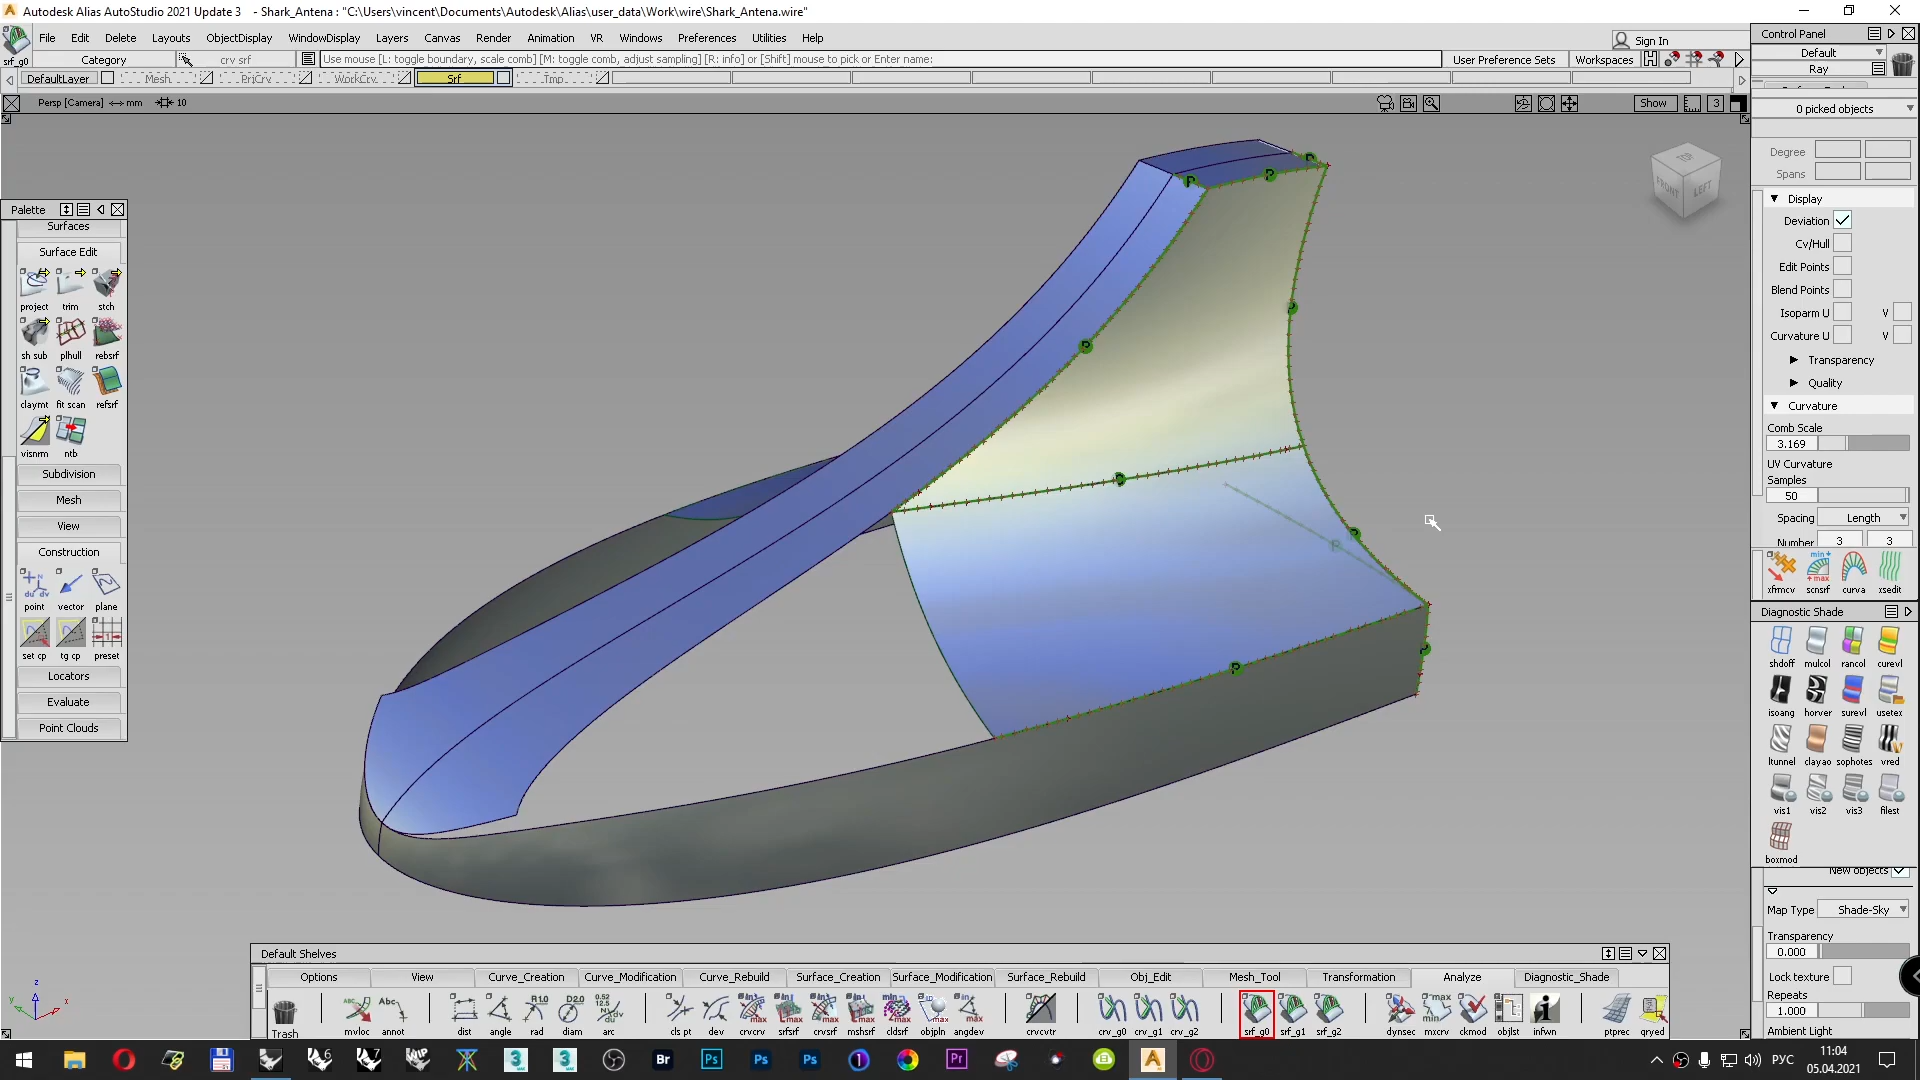 Autodesk Alias AutoStudio 2021 Update 3    - Shark_Antena : "C:\Users\vincent\Documents\Autodesk\Alias\user_data\Work\wire\Shark_Antena.wire"
File Edit Delete Layouts ObjectDisplay WindowDisplay Layers Canvas Render Animation VR Windows Preferences Utilities Help
Sign In
srf_g0 Category crv srf Use mouse [L: toggle boundary, scale comb] [M: toggle comb, adjust sampling] [R: info] or [Shift] mouse to pick or Enter name: User Preference Sets Workspaces
DefaultLayer Mesh PrjCrv WorkCrv Srf Tmp
Persp [Camera] mm 10 Show 3
Control Panel
Default
Ray
0 picked objects
Degree
Spans
Display
Deviation
Cv/Hull
Edit Points
Blend Points
Isoparm U V
Curvature U V
Transparency
Quality
Curvature
Comb Scale
3.169
UV Curvature
Samples
50
Spacing Length
Number 3 3
xfrmcv scnsrf curva xsedit
Diagnostic Shade
shdoff mulcol rancol curevl
isoang horver surevl usetex
ltunnel clayao sophotes vred
vis1 vis2 vis3 filest
boxmod
New objects
Map Type Shade-Sky
Transparency
0.000
Lock texture
Repeats
1.000
Ambient Light
TOP
FRONT LEFT
Palette
Surfaces
Surface Edit
project trim stch
sh sub plhull rebsrf
claymt fit scan refsrf
visnrm ntb
Subdivision
Mesh
View
Construction
point vector plane
set cp tg cp preset
Locators
Evaluate
Point Clouds
z
y x
Default Shelves
Options View Curve_Creation Curve_Modification Curve_Rebuild Surface_Creation Surface_Modification Surface_Rebuild Obj_Edit Mesh_Tool Transformation Analyze Diagnostic_Shade
Trash mvloc annot dist angle rad diam arc cls pt dev crvcrv srfsrf crvsrf mshsrf cldsrf objpln angdev crvcvtr crv_g0 crv_g1 crv_g2 srf_g0 srf_g1 srf_g2 dynsec mxcrv ckmod objlst infwn ptprec qryed
РУС
11:04
05.04.2021